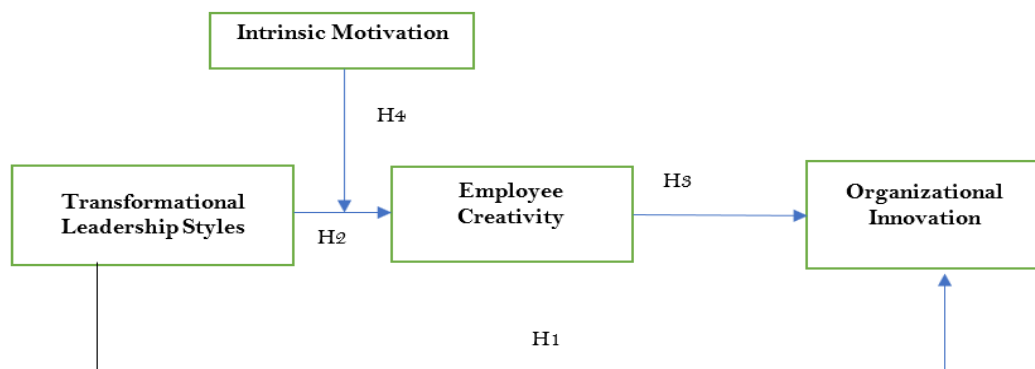 Intrinsic Motivation
H4
Transformational
Leadership Styles
H2
Employee
Creativity
H3
Organizational
Innovation
H1